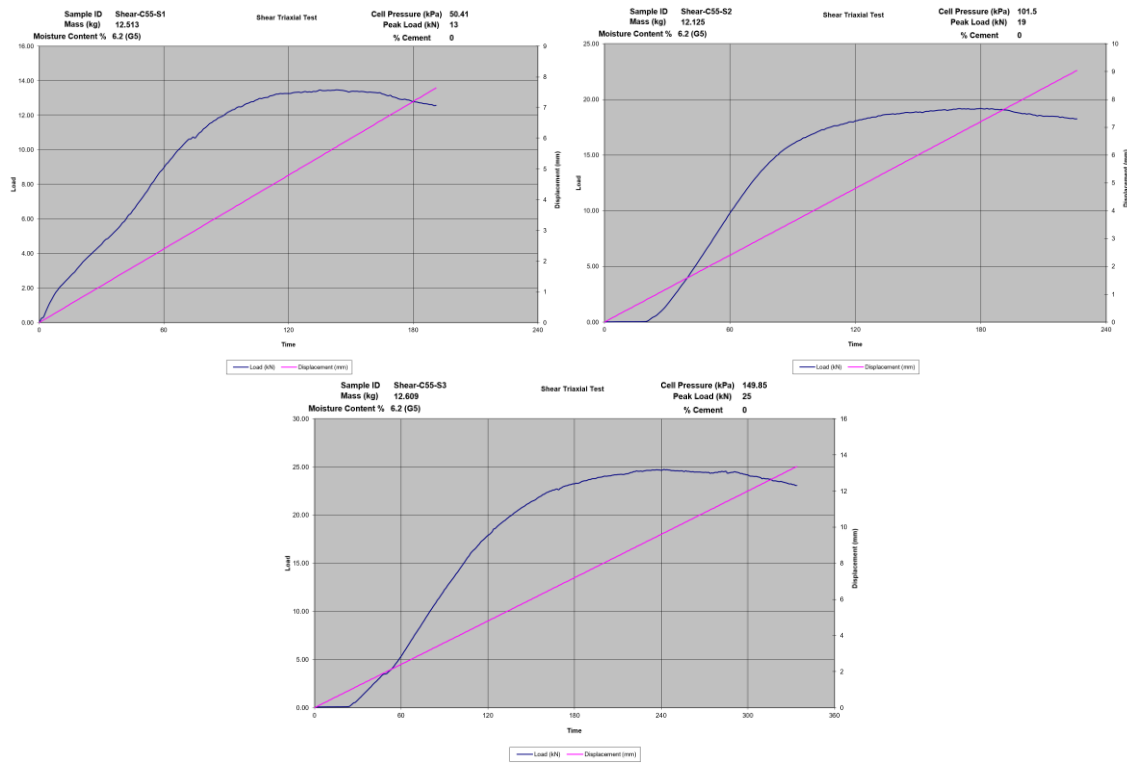 Sample ID Shear-C55-S1 Shear Triaxial Test Cell Pressure (kPa) 50.41
Mass (kg) 12.513 Peak Load (kN) 13
Moisture Content % 6.2 (G5) % Cement 0
16.00
14.00
12.00
10.00
8.00
6.00
4.00
2.00
0.00
Load
0 60 120 180 240
Time
9
8
7
6
5
4
3
2
1
0
Displacement (mm)
Load (kN) Displacement (mm)
Sample ID Shear-C55-S2 Shear Triaxial Test Cell Pressure (kPa) 101.5
Mass (kg) 12.125 Peak Load (kN) 19
Moisture Content % 6.2 (G5) % Cement 0
25.00
20.00
15.00
10.00
5.00
0.00
Load
0 60 120 180 240
Time
10
9
8
7
6
5
4
3
2
1
0
Displacement (mm)
Load (kN) Displacement (mm)
Sample ID Shear-C55-S3 Shear Triaxial Test Cell Pressure (kPa) 149.85
Mass (kg) 12.609 Peak Load (kN) 25
Moisture Content % 6.2 (G5) % Cement 0
30.00
25.00
20.00
15.00
10.00
5.00
0.00
Load
0 60 120 180 240 300 360
Time
16
14
12
10
8
6
4
2
0
Displacement (mm)
Load (kN) Displacement (mm)